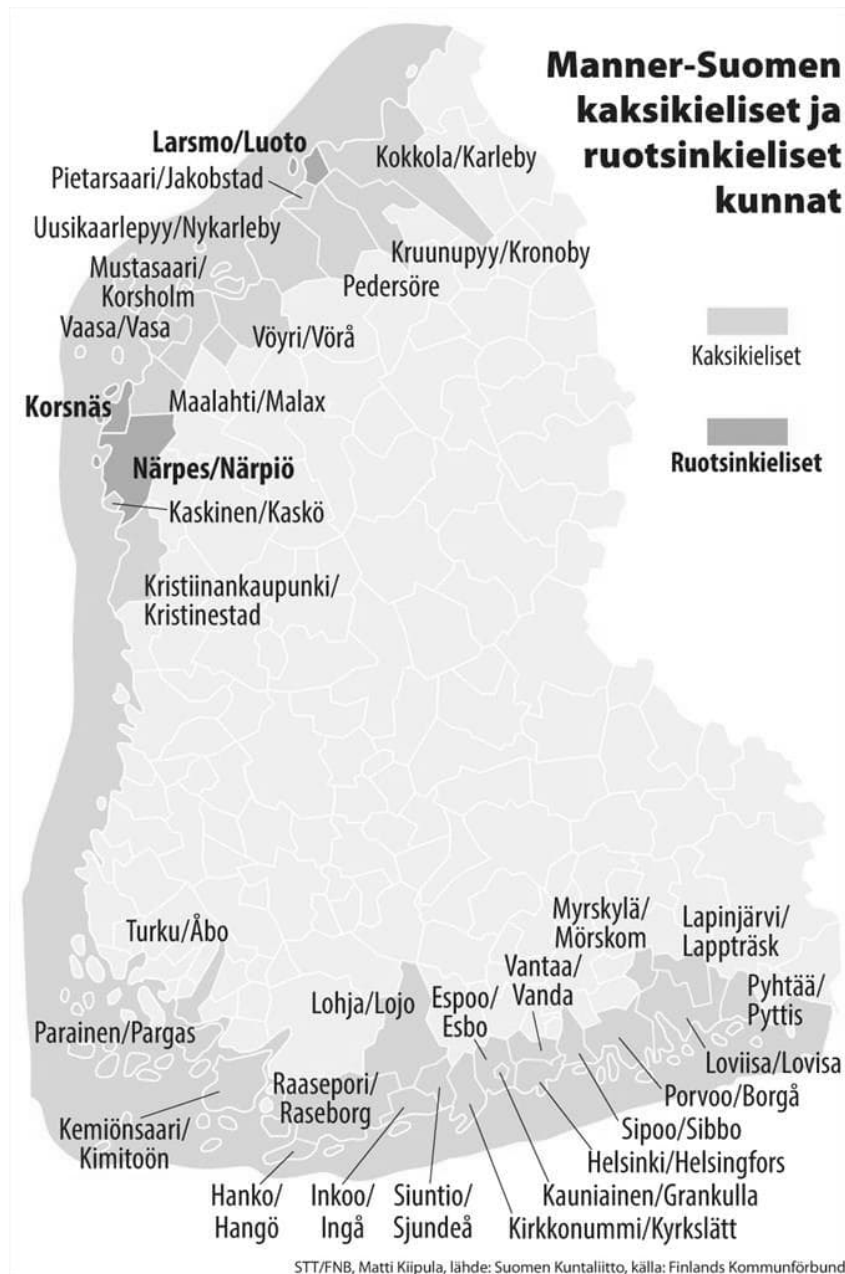 Manner-Suomen
kaksikieliset ja
ruotsinkieliset
kunnat
Larsmo/Luoto
Kokkola/Karleby
Pietarsaari/Jakobstad
Uusikaarlepyy/Nykarleby
Kruunupyy/Kronoby
Mustasaari/
Korsholm
Pedersöre
Vaasa/Vasa
Vöyri/Vörå
Kaksikieliset
Korsnäs
Maalahti/Malax
Ruotsinkieliset
Närpes/Närpiö
Kaskinen/Kaskö
Kristiinankaupunki/
Kristinestad
Turku/Åbo
Myrskylä/
Mörskom
Lapinjärvi/
Lappträsk
Vantaa/
Vanda
Pyhtää/
Pyttis
Lohja/Lojo
Espoo/
Esbo
Parainen/Pargas
Loviisa/Lovisa
Raasepori/
Raseborg
Porvoo/Borgå
Kemiönsaari/
Kimitoön
Sipoo/Sibbo
Helsinki/Helsingfors
Hanko/
Hangö
Inkoo/
Ingå
Siuntio/
Sjundeå
Kauniainen/Grankulla
Kirkkonummi/Kyrkslätt
STT/FNB, Matti Kiipula, lähde: Suomen Kuntaliitto, källa: Finlands Kommunförbund